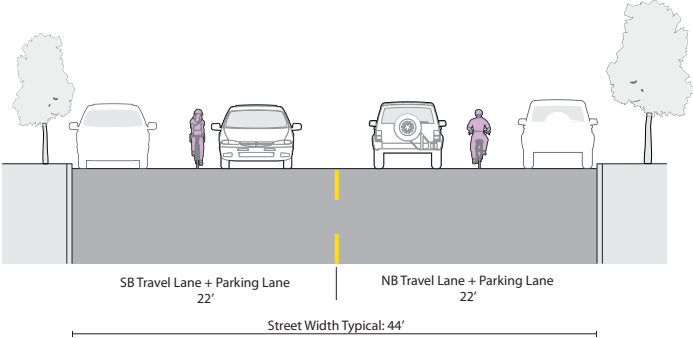 SB Travel Lane + Parking Lane
22’
NB Travel Lane + Parking Lane
22’
Street Width Typical: 44’